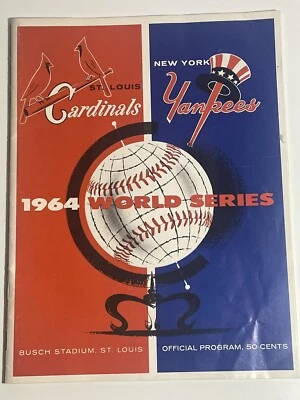 ST. LOUIS
Cardinals
NEW YORK
Yankees
1964 WORLD SERIES
BUSCH STADIUM, ST. LOUIS
OFFICIAL PROGRAM, 50 CENTS